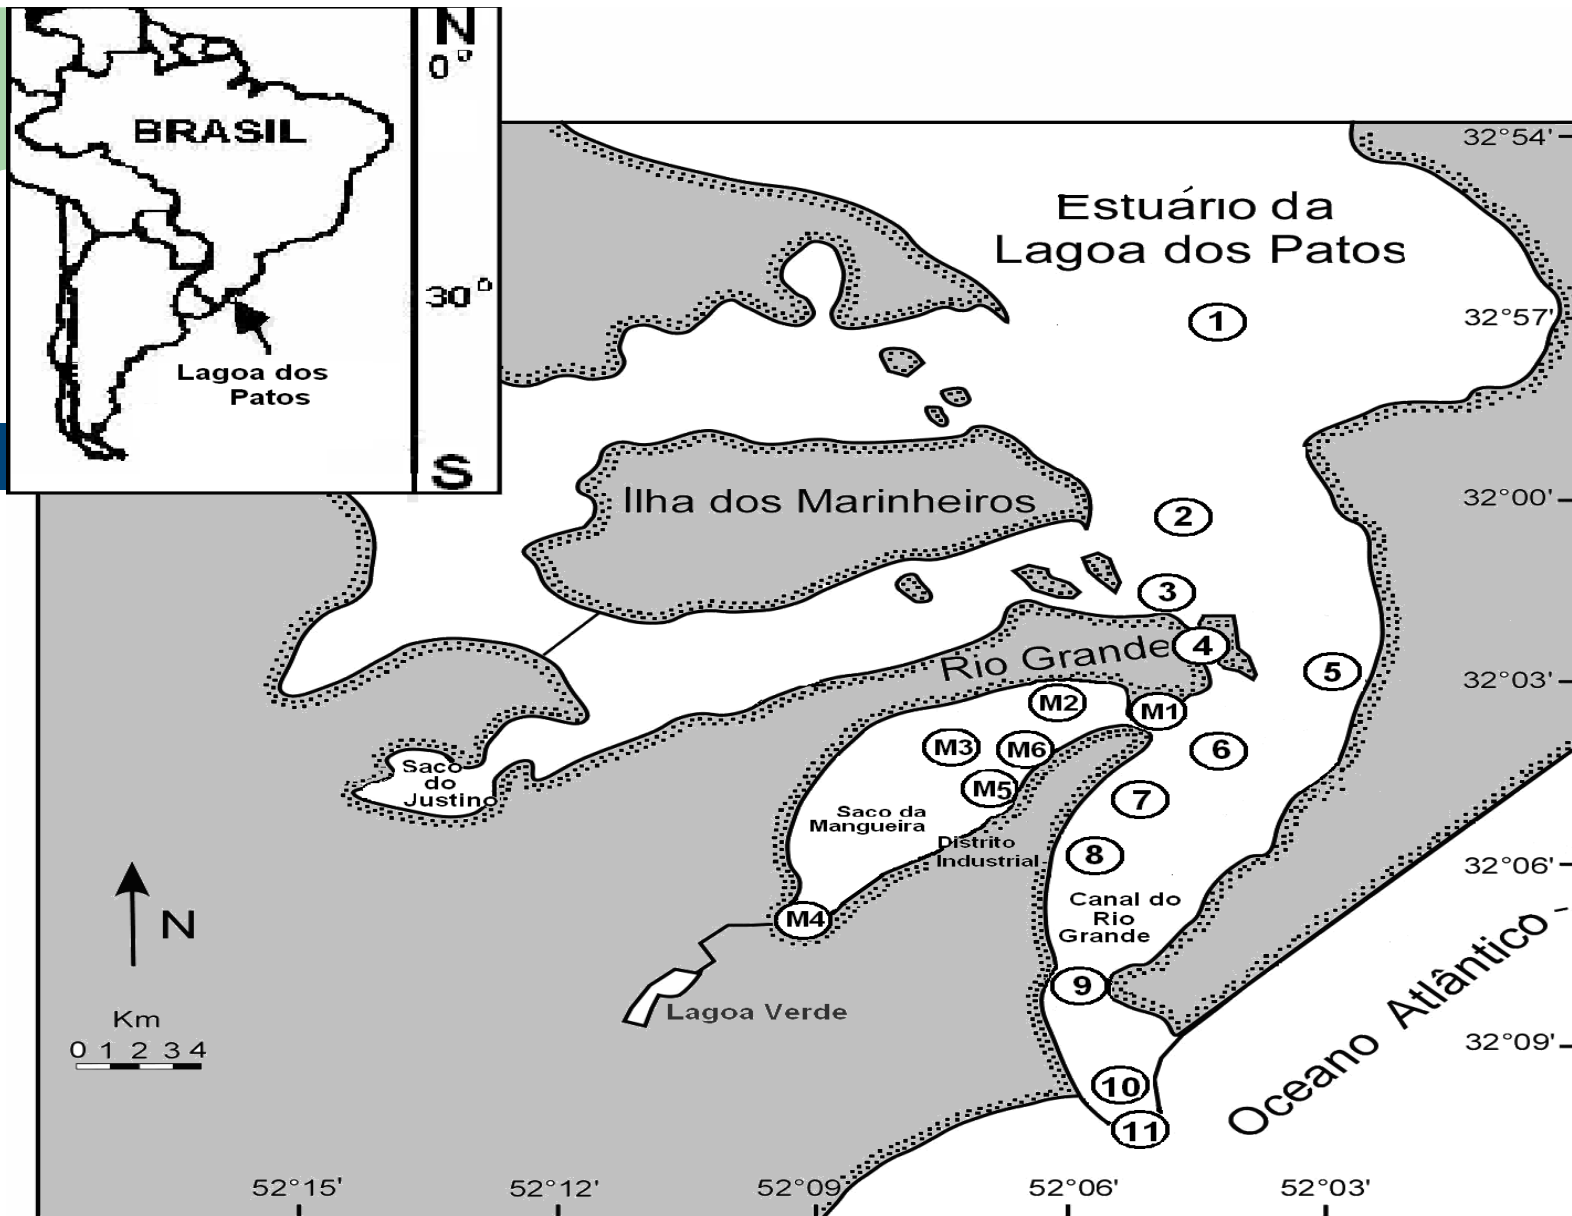 N
0°
BRASIL
30°
Lagoa dos
Patos
S
32°54'
Estuário da
Lagoa dos Patos
1
32°57'
Ilha dos Marinheiros
2
32°00'
3
4
Rio Grande
5
32°03'
M2
M1
M3
M6
6
Saco
do
Justino
M5
7
Saco da
Mangueira
Distrito
Industrial
8
32°06'
Canal do
Rio
Grande
M4
N
9
Lagoa Verde
Oceano Atlântico
Km
0 1 2 3 4
32°09'
10
11
52°15'
52°12'
52°09
52°06'
52°03'